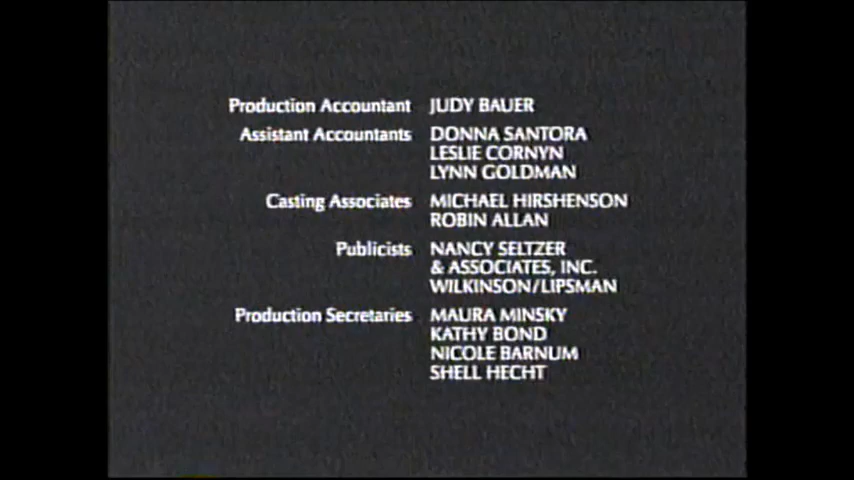 Production Accountant JUDY BAUER
Assistant Accountants DONNA SANTORA
LESLIE CORNYN
LYNN GOLDMAN
Casting Associates MICHAEL HIRSHENSON
ROBIN ALLAN
Publicists NANCY SELTZER
& ASSOCIATES, INC.
WILKINSON/LIPSMAN
Production Secretaries MAURA MINSKY
KATHY BOND
NICOLE BARNUM
SHELL HECHT